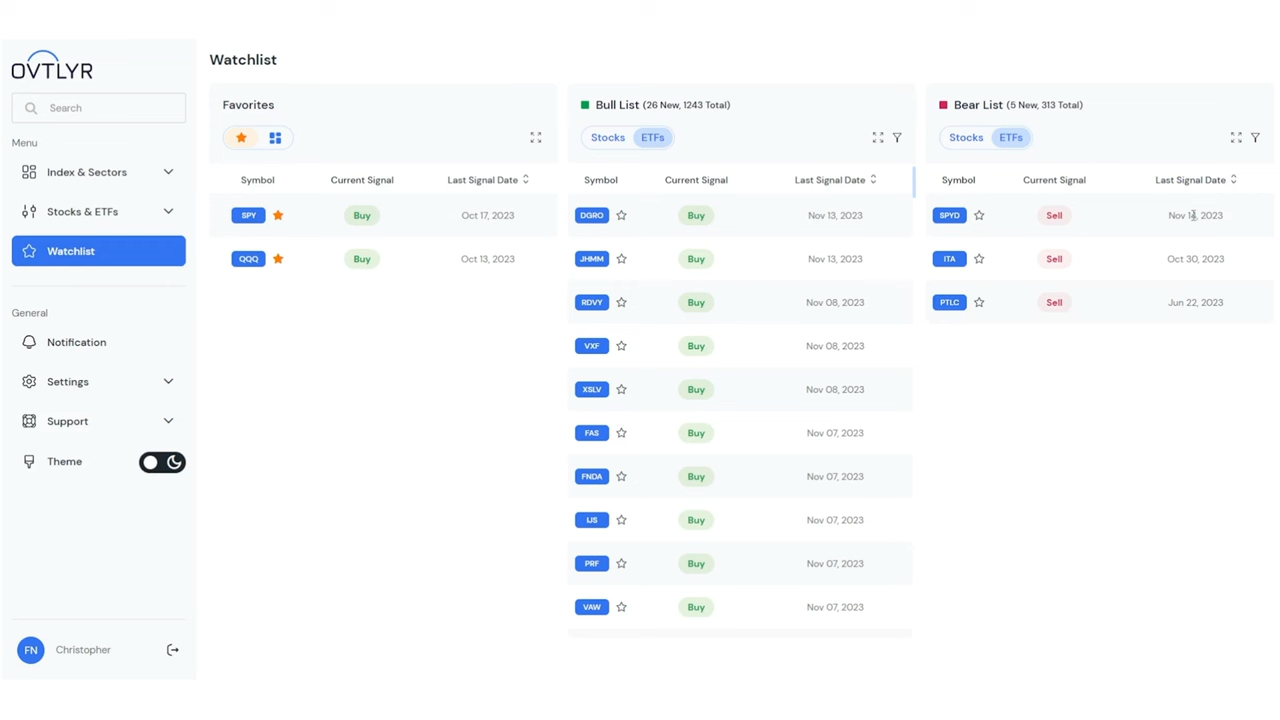 OVTLYR
Search
Menu
Index & Sectors
Stocks & ETFs
Watchlist
General
Notification
Settings
Support
Theme
FN Christopher
Watchlist
Favorites
Symbol Current Signal Last Signal Date
SPY Buy Oct 17, 2023
QQQ Buy Oct 13, 2023
Bull List (26 New, 1243 Total)
Stocks ETFs
Symbol Current Signal Last Signal Date
DGRO Buy Nov 13, 2023
JHMM Buy Nov 13, 2023
RDVY Buy Nov 08, 2023
VXF Buy Nov 08, 2023
XSLV Buy Nov 08, 2023
FAS Buy Nov 07, 2023
FNDA Buy Nov 07, 2023
IJS Buy Nov 07, 2023
PRF Buy Nov 07, 2023
VAW Buy Nov 07, 2023
Bear List (5 New, 313 Total)
Stocks ETFs
Symbol Current Signal Last Signal Date
SPYD Sell Nov 2023
ITA Sell Oct 30, 2023
PTLC Sell Jun 22, 2023